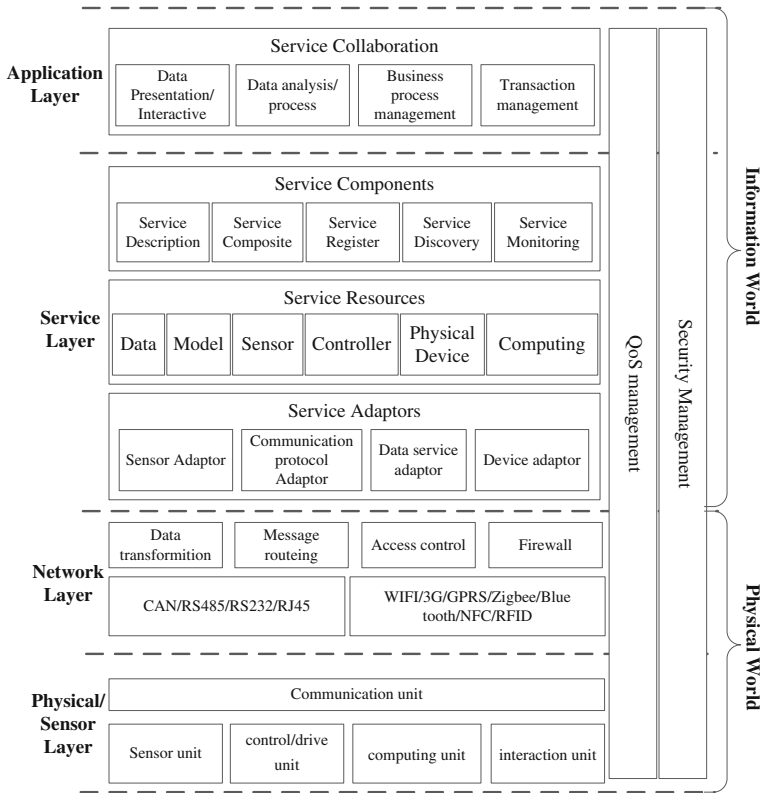 Application
Layer
Service Collaboration
Data
Presentation/
Interactive
Data analysis/
process
Business
process
management
Transaction
management
Service
Layer
Service Components
Service
Description
Service
Composite
Service
Register
Service
Discovery
Service
Monitoring
Service Resources
Data
Model
Sensor
Controller
Physical
Device
Computing
Service Adaptors
Sensor Adaptor
Communication
protocol
Adaptor
Data service
adaptor
Device adaptor
Network
Layer
Data
transformition
Message
routeing
Access control
Firewall
CAN/RS485/RS232/RJ45
WIFI/3G/GPRS/Zigbee/Blue
tooth/NFC/RFID
Physical/
Sensor
Layer
Communication unit
Sensor unit
control/drive
unit
computing unit
interaction unit
QoS management
Security Management
Information World
Physical World